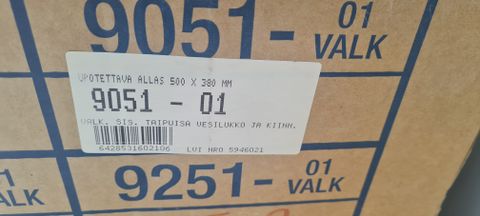 9051- 01
VALK
UPOTETTAVA ALLAS 500 X 380 MM
9051 - 01
VALK. SIS. TAIPUISA VESILUKKO JA KIINN.
6428531602106 LVI NRO 5946021
01
ALK
9251- 01
VALK